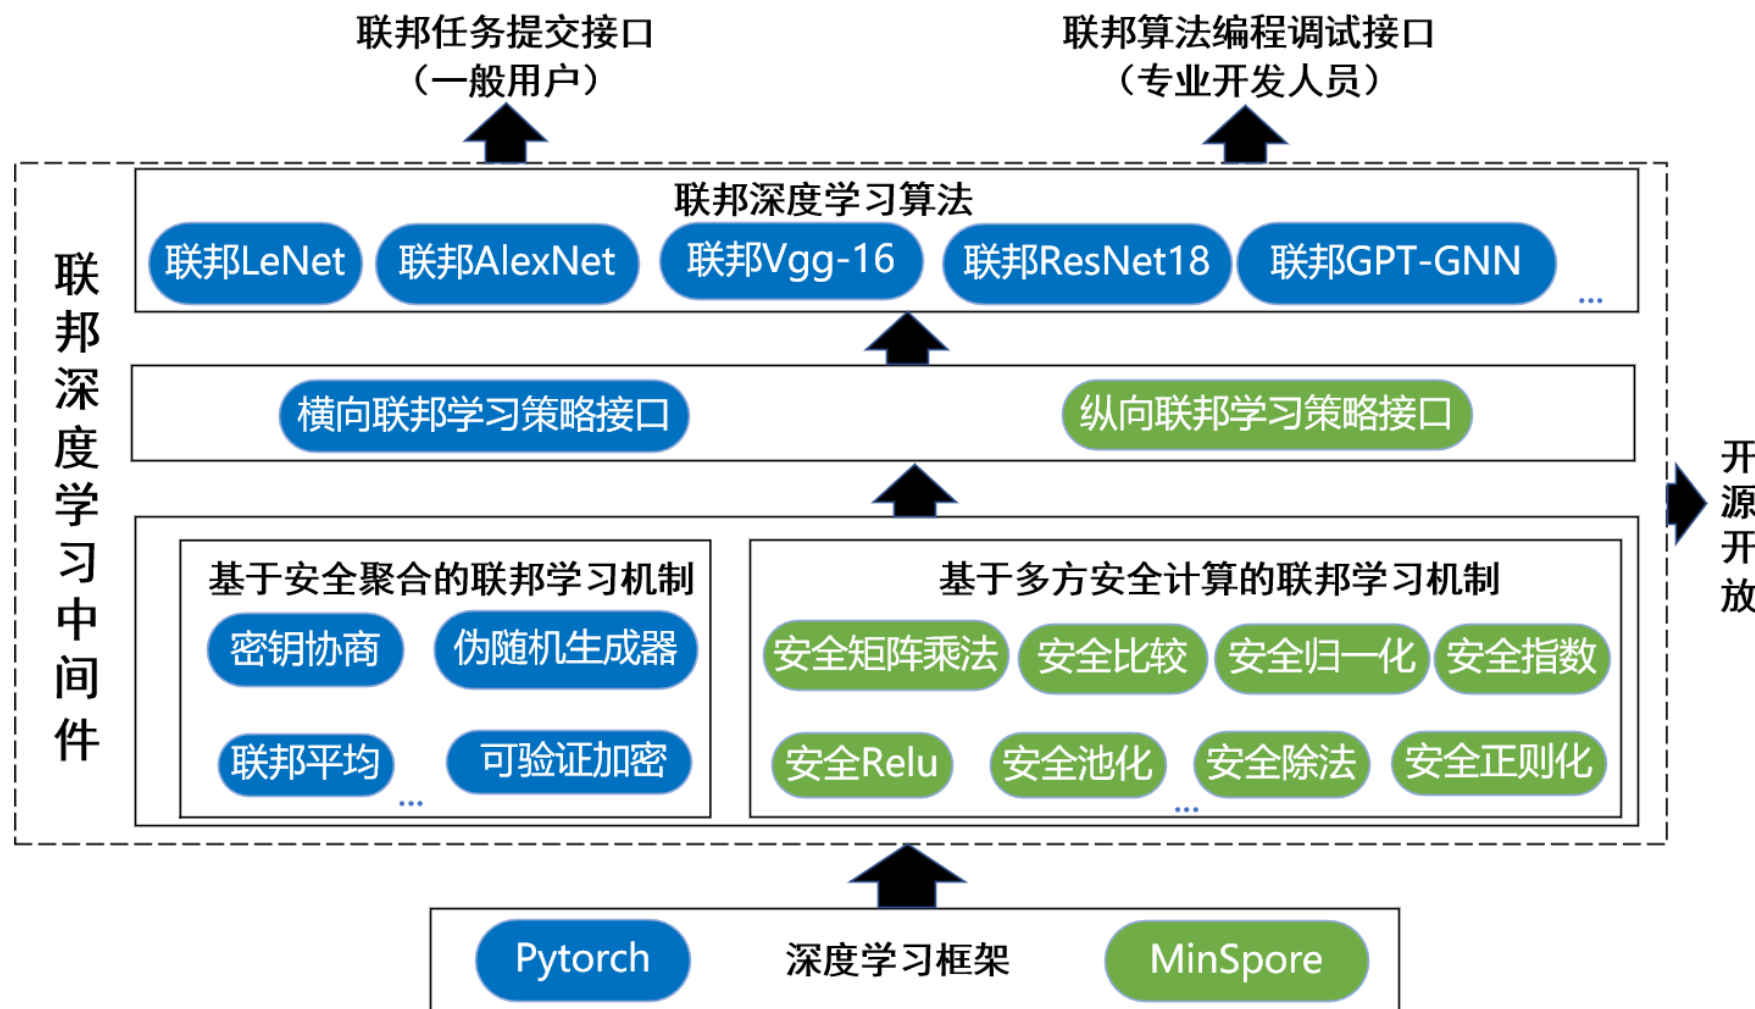 联邦任务提交接口
（一般用户）
联邦算法编程调试接口
（专业开发人员）
联邦深度学习中间件
联邦深度学习算法
联邦LeNet
联邦AlexNet
联邦Vgg-16
联邦ResNet18
联邦GPT-GNN
...
横向联邦学习策略接口
纵向联邦学习策略接口
基于安全聚合的联邦学习机制
密钥协商
伪随机生成器
联邦平均
可验证加密
...
基于多方安全计算的联邦学习机制
安全矩阵乘法
安全比较
安全归一化
安全指数
安全Relu
安全池化
安全除法
安全正则化
...
开源开放
Pytorch
深度学习框架
MinSpore